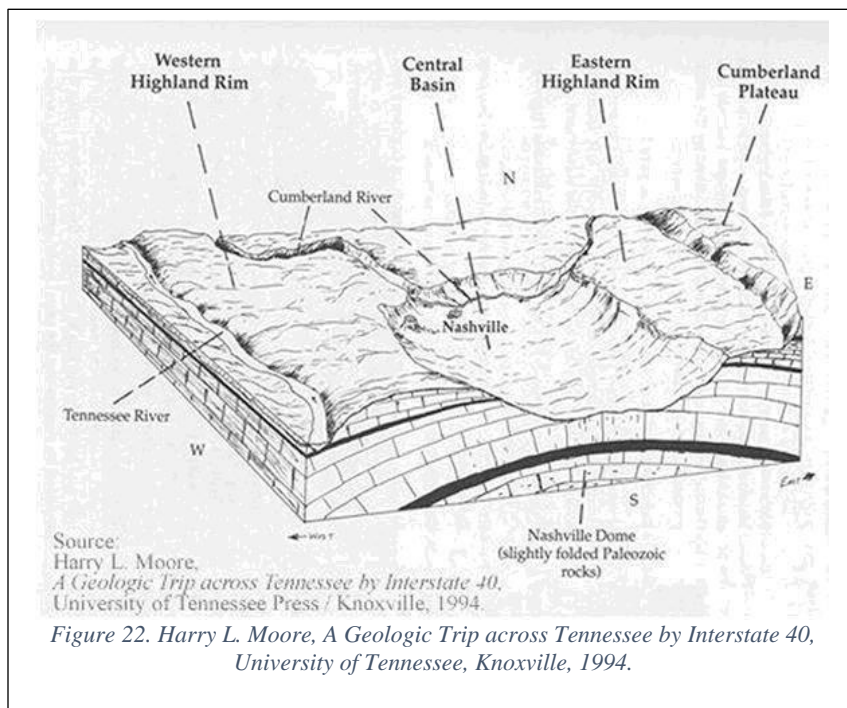 Western
Highland Rim
Central
Basin
Eastern
Highland Rim
Cumberland
Plateau
N
Cumberland River
E
Nashville
Tennessee River
W
S
East
← WEST
Nashville Dome
(slightly folded Paleozoic
rocks)
Source:
Harry L. Moore,
A Geologic Trip across Tennessee by Interstate 40,
University of Tennessee Press / Knoxville, 1994.
Figure 22. Harry L. Moore, A Geologic Trip across Tennessee by Interstate 40,
University of Tennessee, Knoxville, 1994.